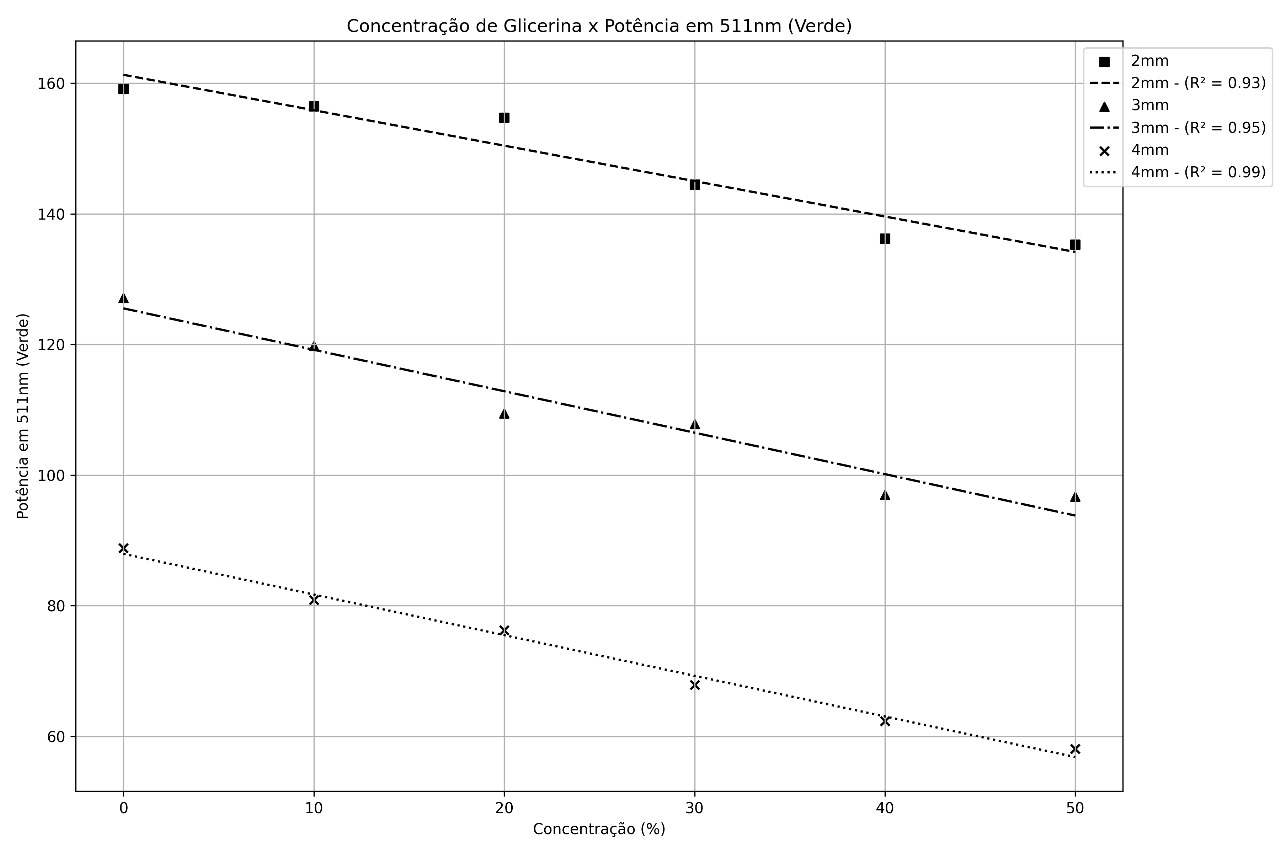 Concentração de Glicerina x Potência em 511nm (Verde)
2mm
2mm - (R² = 0.93)
3mm
3mm - (R² = 0.95)
4mm
4mm - (R² = 0.99)
Potência em 511nm (Verde)
160
140
120
100
80
60
0 10 20 30 40 50
Concentração (%)